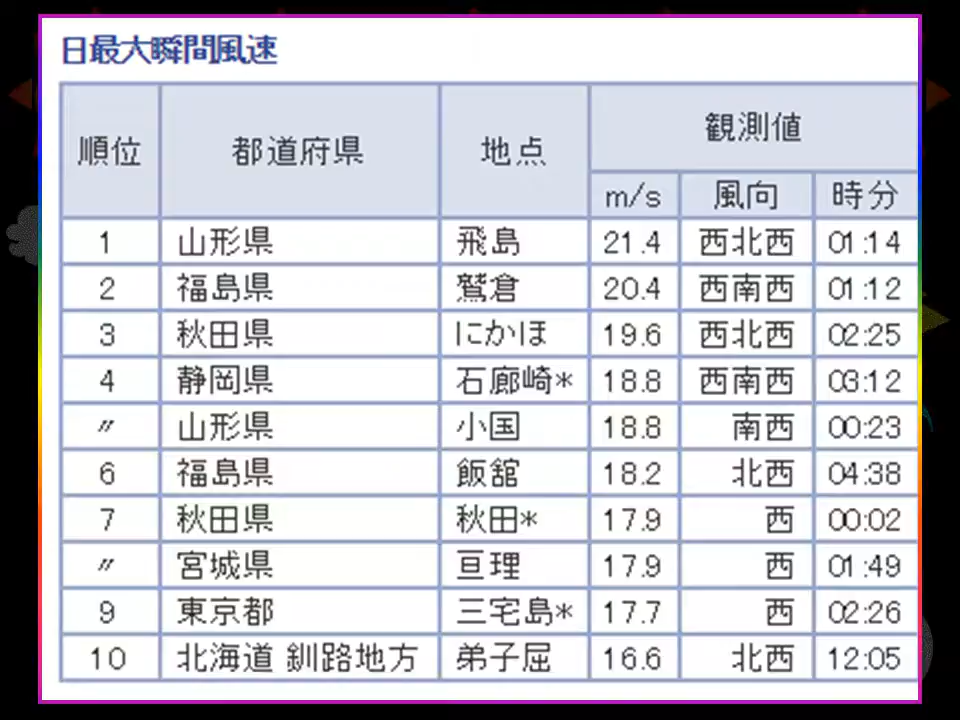 日最大瞬間風速
順位 都道府県 地点 観測値
m/s 風向 時分
1 山形県 飛島 21.4 西北西 01:14
2 福島県 鷲倉 20.4 西南西 01:12
3 秋田県 にかほ 19.6 西北西 02:25
4 静岡県 石廊崎* 18.8 西南西 03:12
〃 山形県 小国 18.8 南西 00:23
6 福島県 飯舘 18.2 北西 04:38
7 秋田県 秋田* 17.9 西 00:02
〃 宮城県 亘理 17.9 西 01:49
9 東京都 三宅島* 17.7 西 02:26
10 北海道 釧路地方 弟子屈 16.6 北西 12:05